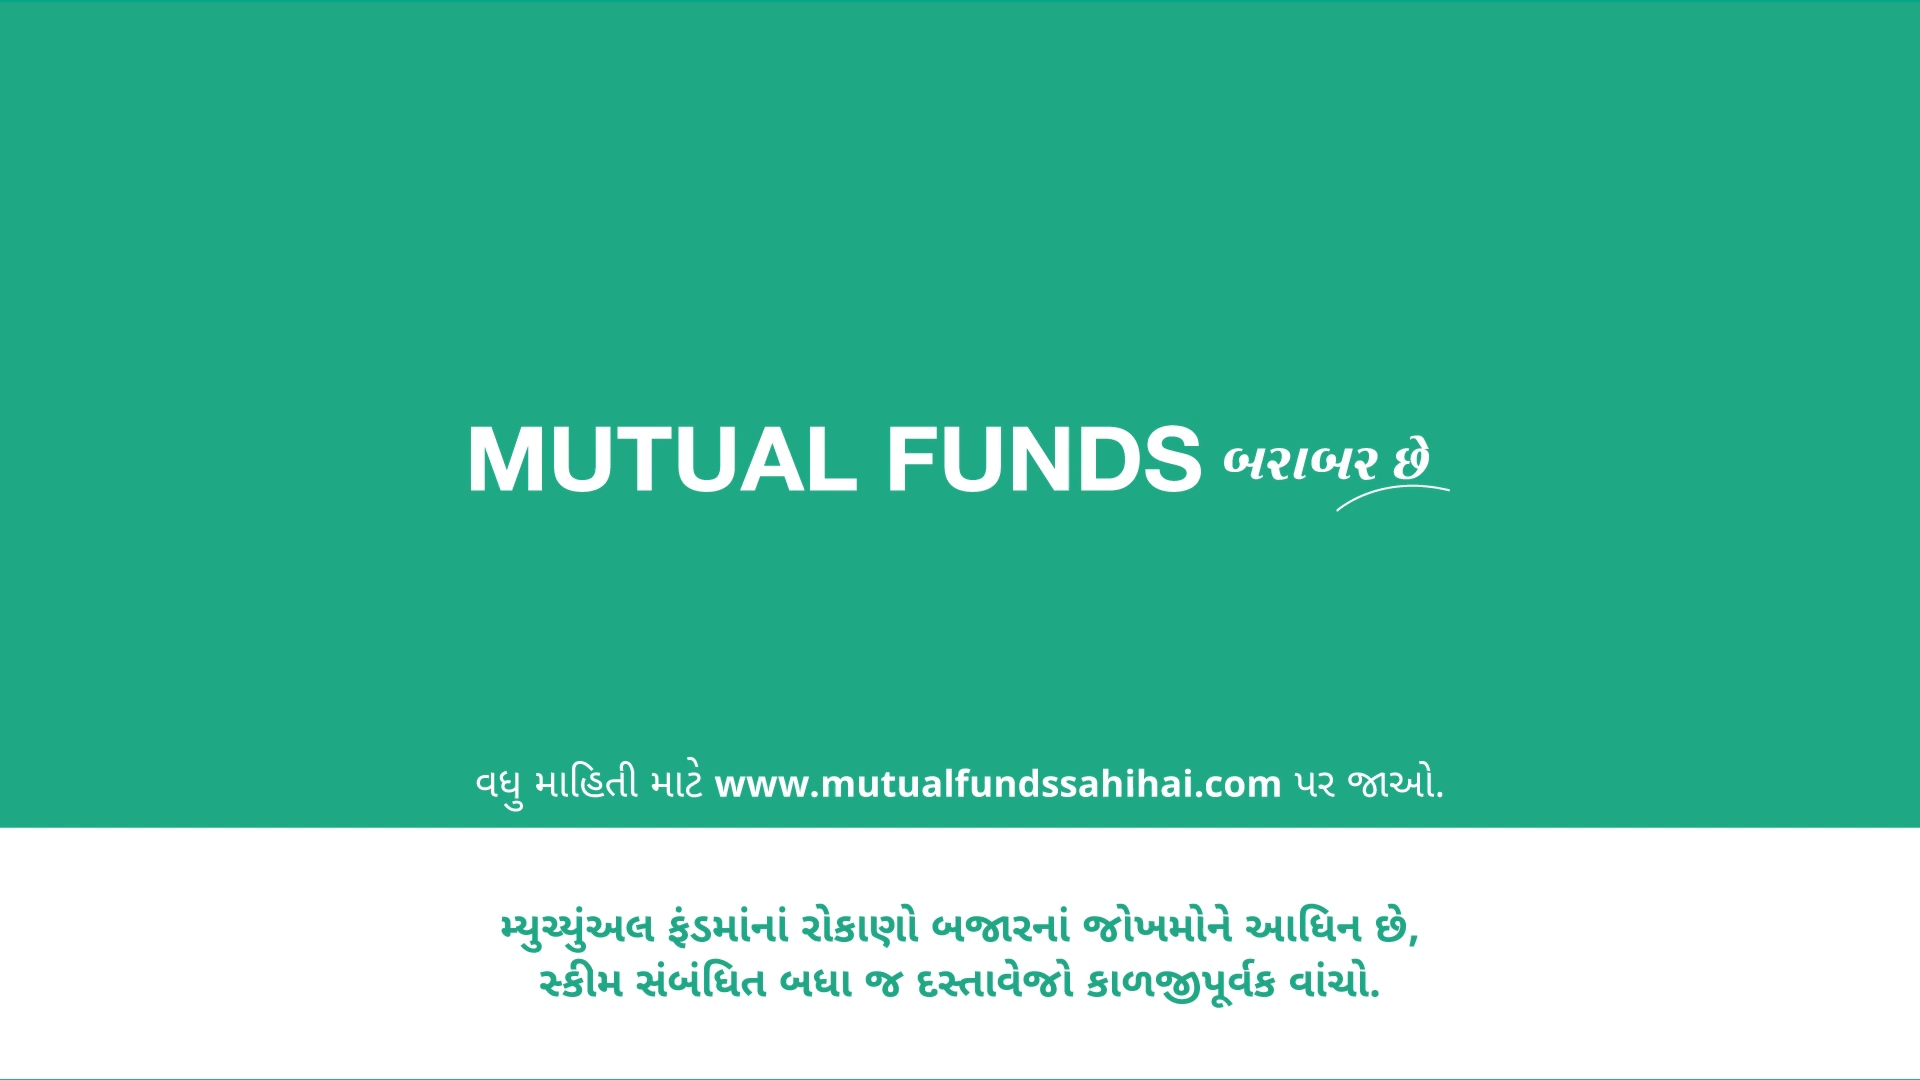 MUTUAL FUNDS બરાબર છે
વધુ માહિતી માટે www.mutualfundssahihai.com પર જાઓ.
મ્યુચ્યુંઅલ ફંડમાંનાં રોકાણો બજારનાં જોખમોને આધિન છે,
સ્કીમ સંબંધિત બધા જ દસ્તાવેજો કાળજીપૂર્વક વાંચો.